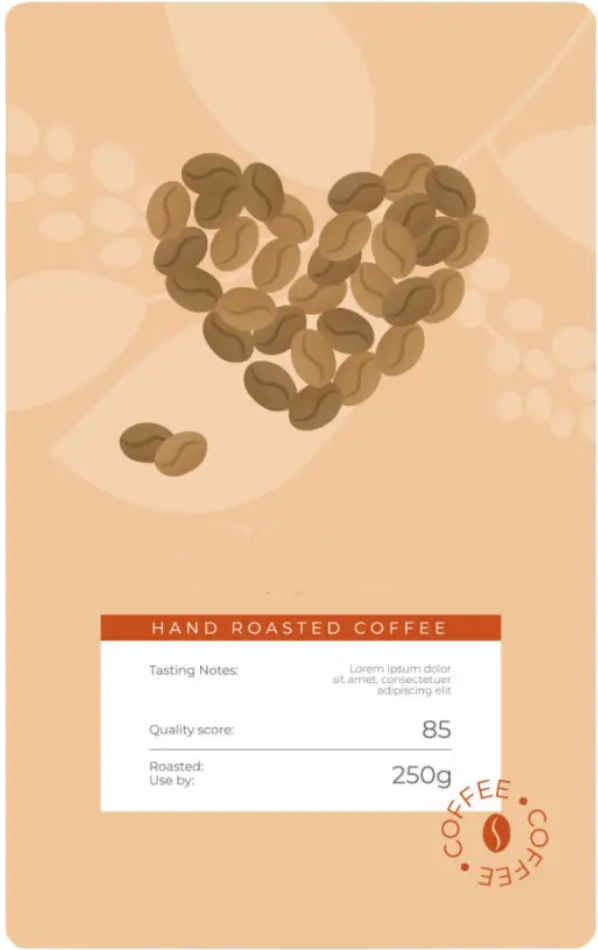 HAND ROASTED COFFEE
Tasting Notes:
Lorem ipsum dolor
sit amet, consectetuer
adipiscing elit
Quality score:
85
Roasted:
Use by:
250g
COFFEE • COFFEE •